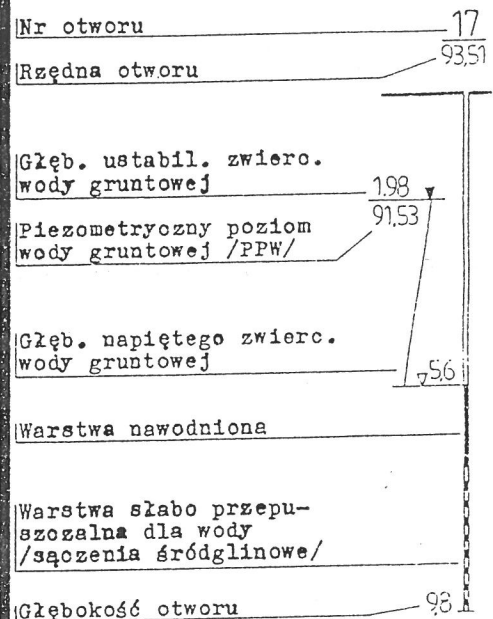 Nr otworu 17
Rzędna otworu 93,51
Głęb. ustabil. zwierc.
wody gruntowej 1.98
Piezometryczny poziom 91,53
wody gruntowej /PPW/
Głęb. napiętego zwierc.
wody gruntowej 5,6
Warstwa nawodniona
Warstwa słabo przepu-
szczalna dla wody
/sączenia śródglinowe/
Głębokość otworu 9,8